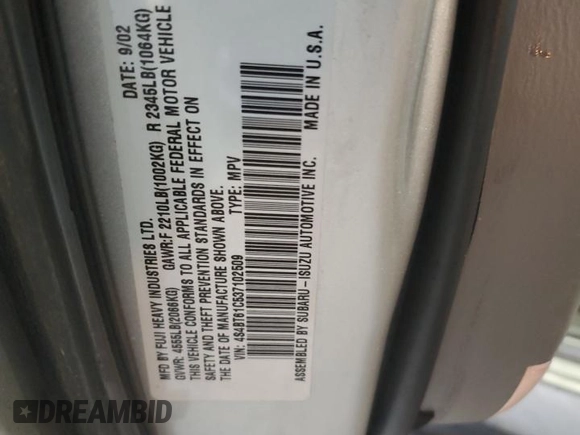 MFD BY FUJI HEAVY INDUSTRIES LTD. DATE: 9/02
GVWR: 4555LB(2066KG) GAWR:F 2210LB(1002KG) R 2345LB(1064KG)
THIS VEHICLE CONFORMS TO ALL APPLICABLE FEDERAL MOTOR VEHICLE
SAFETY AND THEFT PREVENTION STANDARDS IN EFFECT ON
DATE OF MANUFACTURE SHOWN ABOVE.
VIN: 4S4BT61C537102509 TYPE: MPV
ASSEMBLED BY SUBARU-ISUZU AUTOMOTIVE INC. MADE IN U.S.A.
DREAMBID